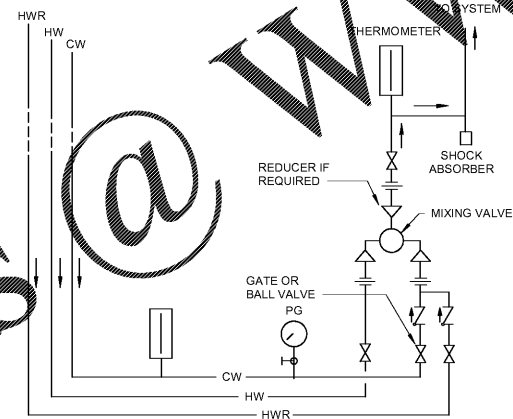 TO SYSTEM
HWR
HW
CW
THERMOMETER
SHOCK
ABSORBER
REDUCER IF
REQUIRED
MIXING VALVE
GATE OR
BALL VALVE
PG
CW
HW
HWR
@ W